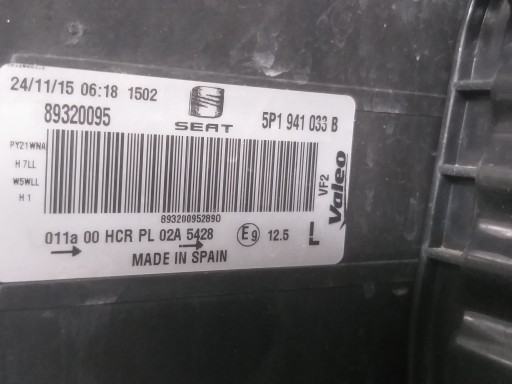 24/11/15 06:18 1502
89320095
SEAT
5P1 941 033 B
PY21WNA
H 7LL
W5WLL
H 1
893200952890
VF2
Valeo
011a 00 HCR PL 02A 5428
E9
12.5
L
MADE IN SPAIN